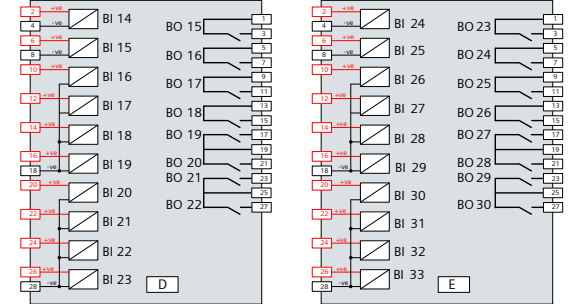 2 +ve
4 -ve
BI 14
6 +ve
8 -ve
BI 15
10 +ve
BI 16
12 +ve
BI 17
14 +ve
BI 18
16 +ve
18 -ve
BI 19
20 +ve
BI 20
22 +ve
BI 21
24 +ve
BI 22
26 +ve
28 -ve
BI 23
BO 15
BO 16
BO 17
BO 18
BO 19
BO 20
BO 21
BO 22
1
3
5
7
9
11
13
15
17
19
21
23
25
27
D
2 +ve
4 -ve
BI 24
6 +ve
8 -ve
BI 25
10 +ve
BI 26
12 +ve
BI 27
14 +ve
BI 28
16 +ve
18 -ve
BI 29
20 +ve
BI 30
22 +ve
BI 31
24 +ve
BI 32
26 +ve
28 -ve
BI 33
BO 23
BO 24
BO 25
BO 26
BO 27
BO 28
BO 29
BO 30
1
3
5
7
9
11
13
15
17
19
21
23
25
27
E